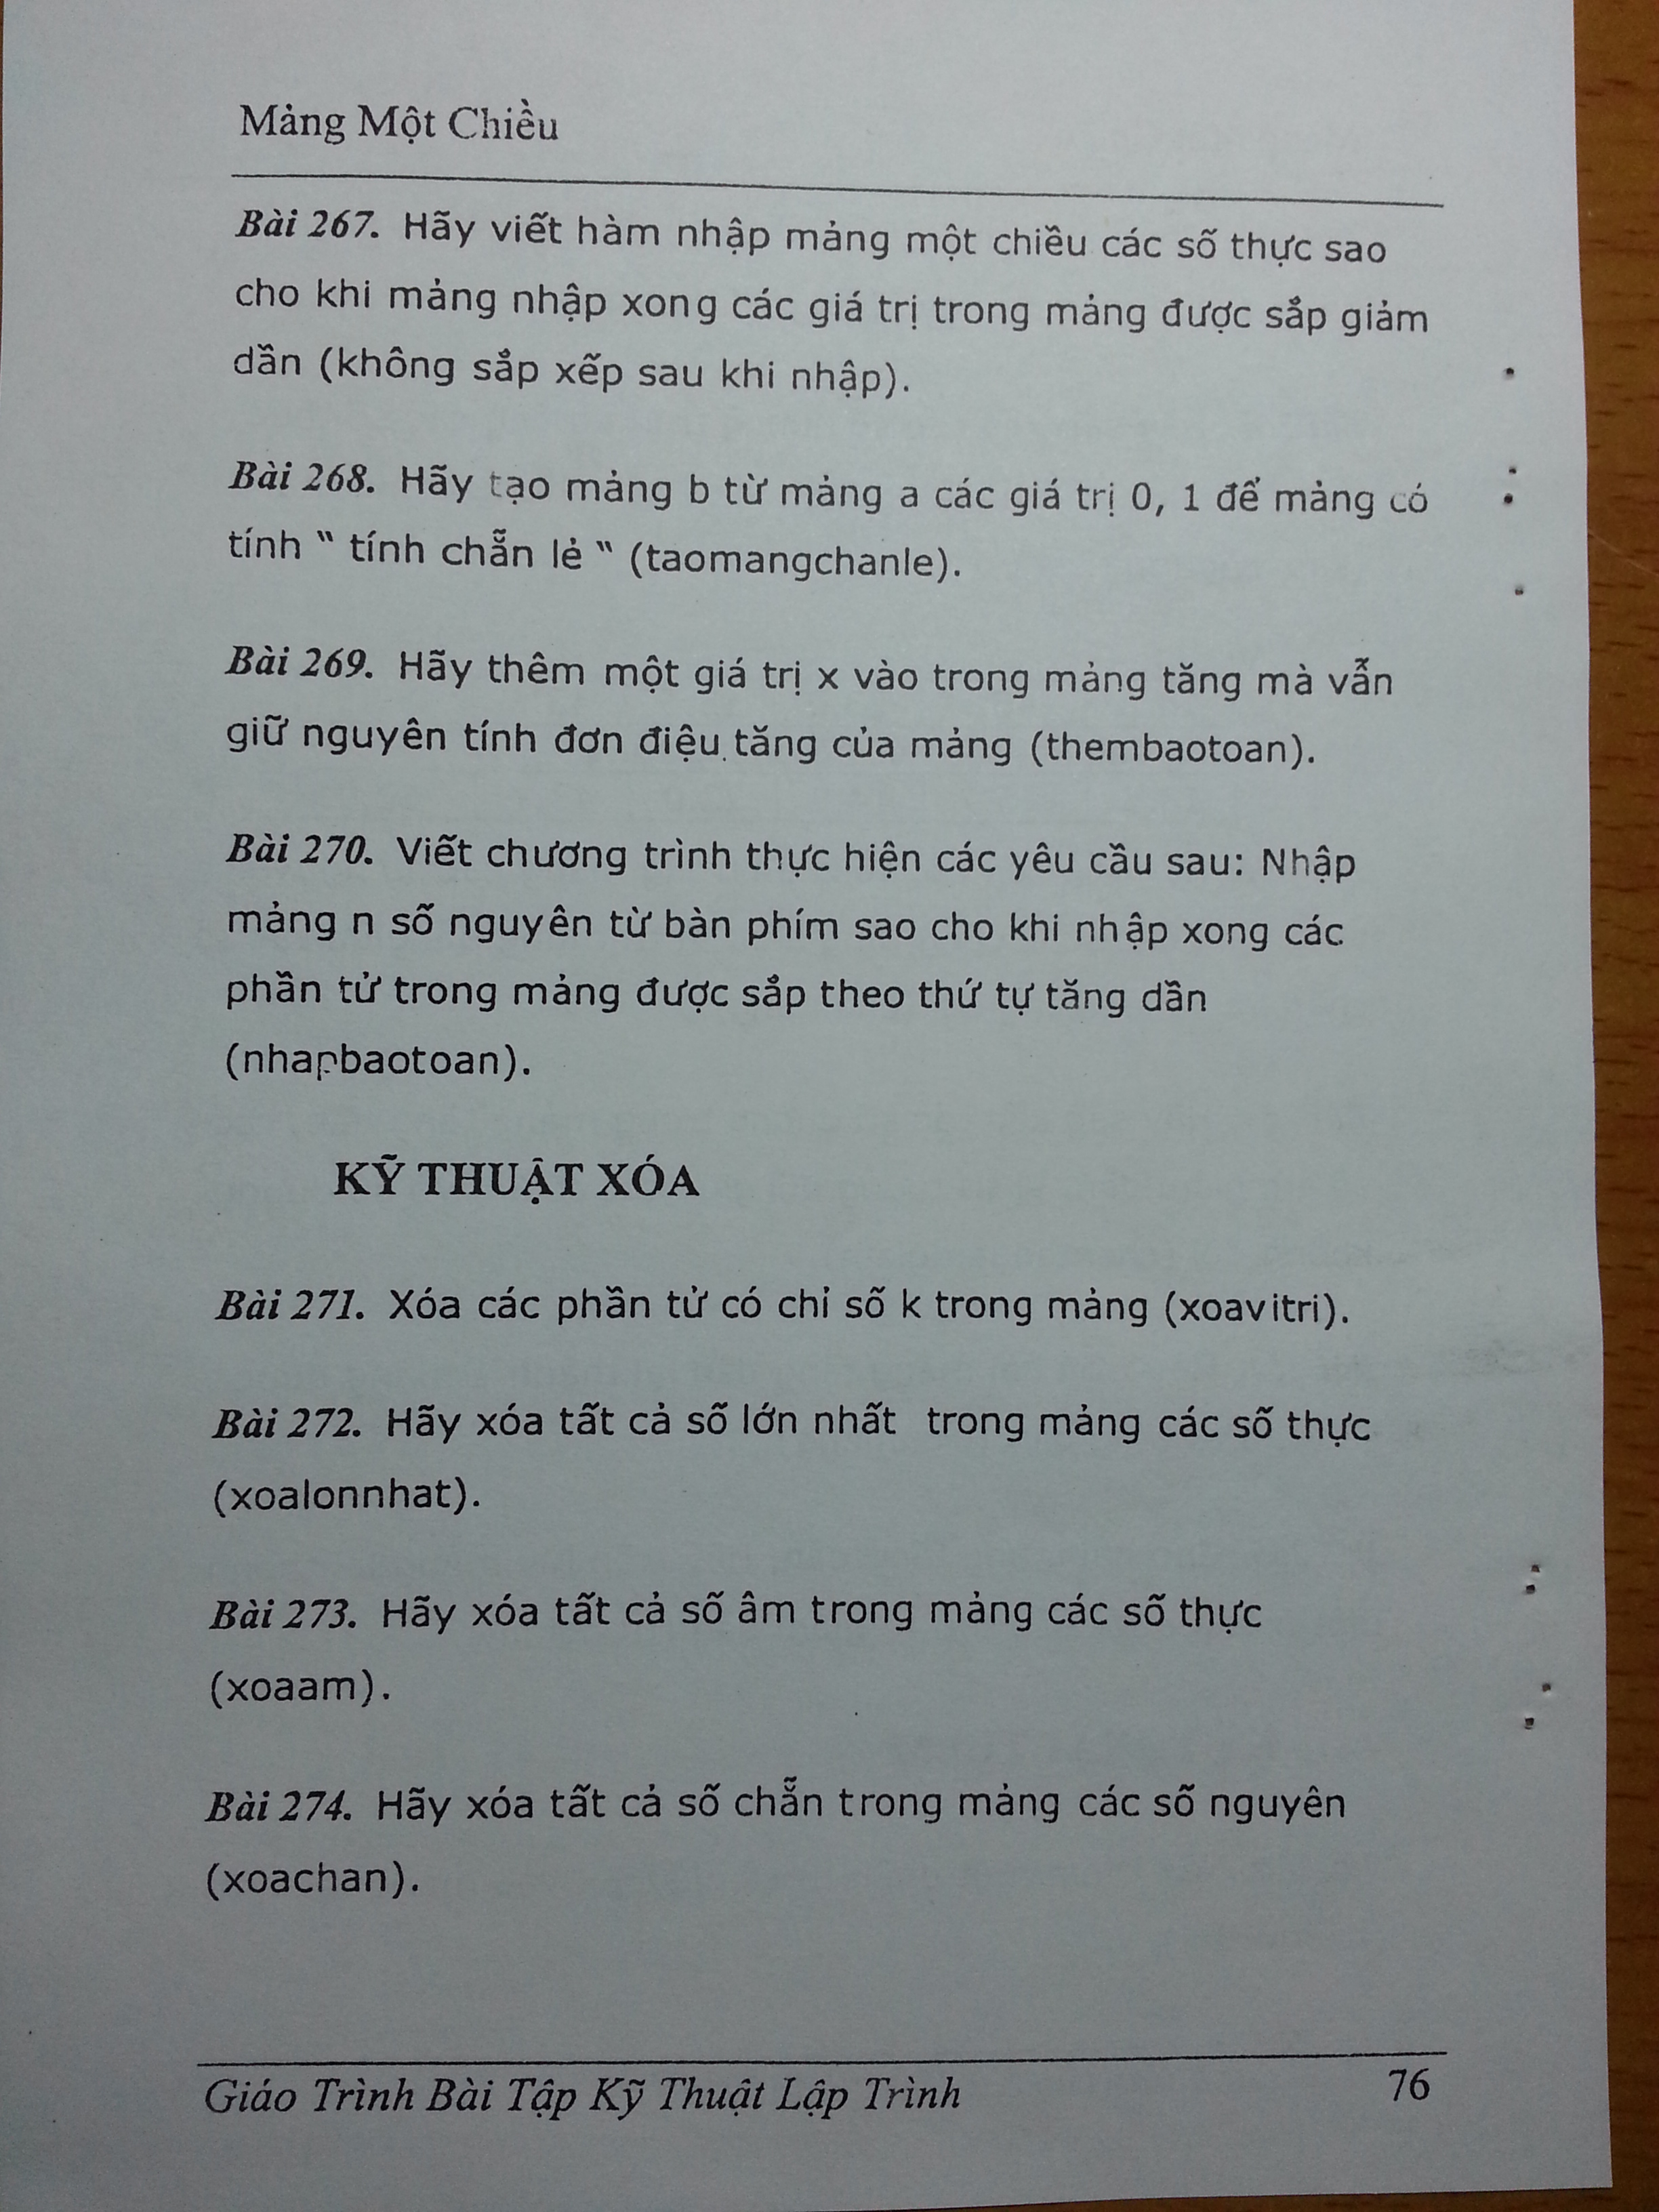 Mảng Một Chiều
Bài 267. Hãy viết hàm nhập mảng một chiều các số thực sao
cho khi mảng nhập xong các giá trị trong mảng được sắp giảm
dần (không sắp xếp sau khi nhập).
Bài 268. Hãy tạo mảng b từ mảng a các giá trị 0, 1 để mảng có
tính “ tính chẵn lẻ “ (taomangchanle).
Bài 269. Hãy thêm một giá trị x vào trong mảng tăng mà vẫn
giữ nguyên tính đơn điệu tăng của mảng (thembaotoan).
Bài 270. Viết chương trình thực hiện các yêu cầu sau: Nhập
mảng n số nguyên từ bàn phím sao cho khi nhập xong các
phần tử trong mảng được sắp theo thứ tự tăng dần
(nhapbaotoan).
KỸ THUẬT XÓA
Bài 271. Xóa các phần tử có chỉ số k trong mảng (xoavitri).
Bài 272. Hãy xóa tất cả số lớn nhất trong mảng các số thực
(xoalonnhat).
Bài 273. Hãy xóa tất cả số âm trong mảng các số thực
(xoaam).
Bài 274. Hãy xóa tất cả số chẵn trong mảng các số nguyên
(xoachan).
Giáo Trình Bài Tập Kỹ Thuật Lập Trình 76